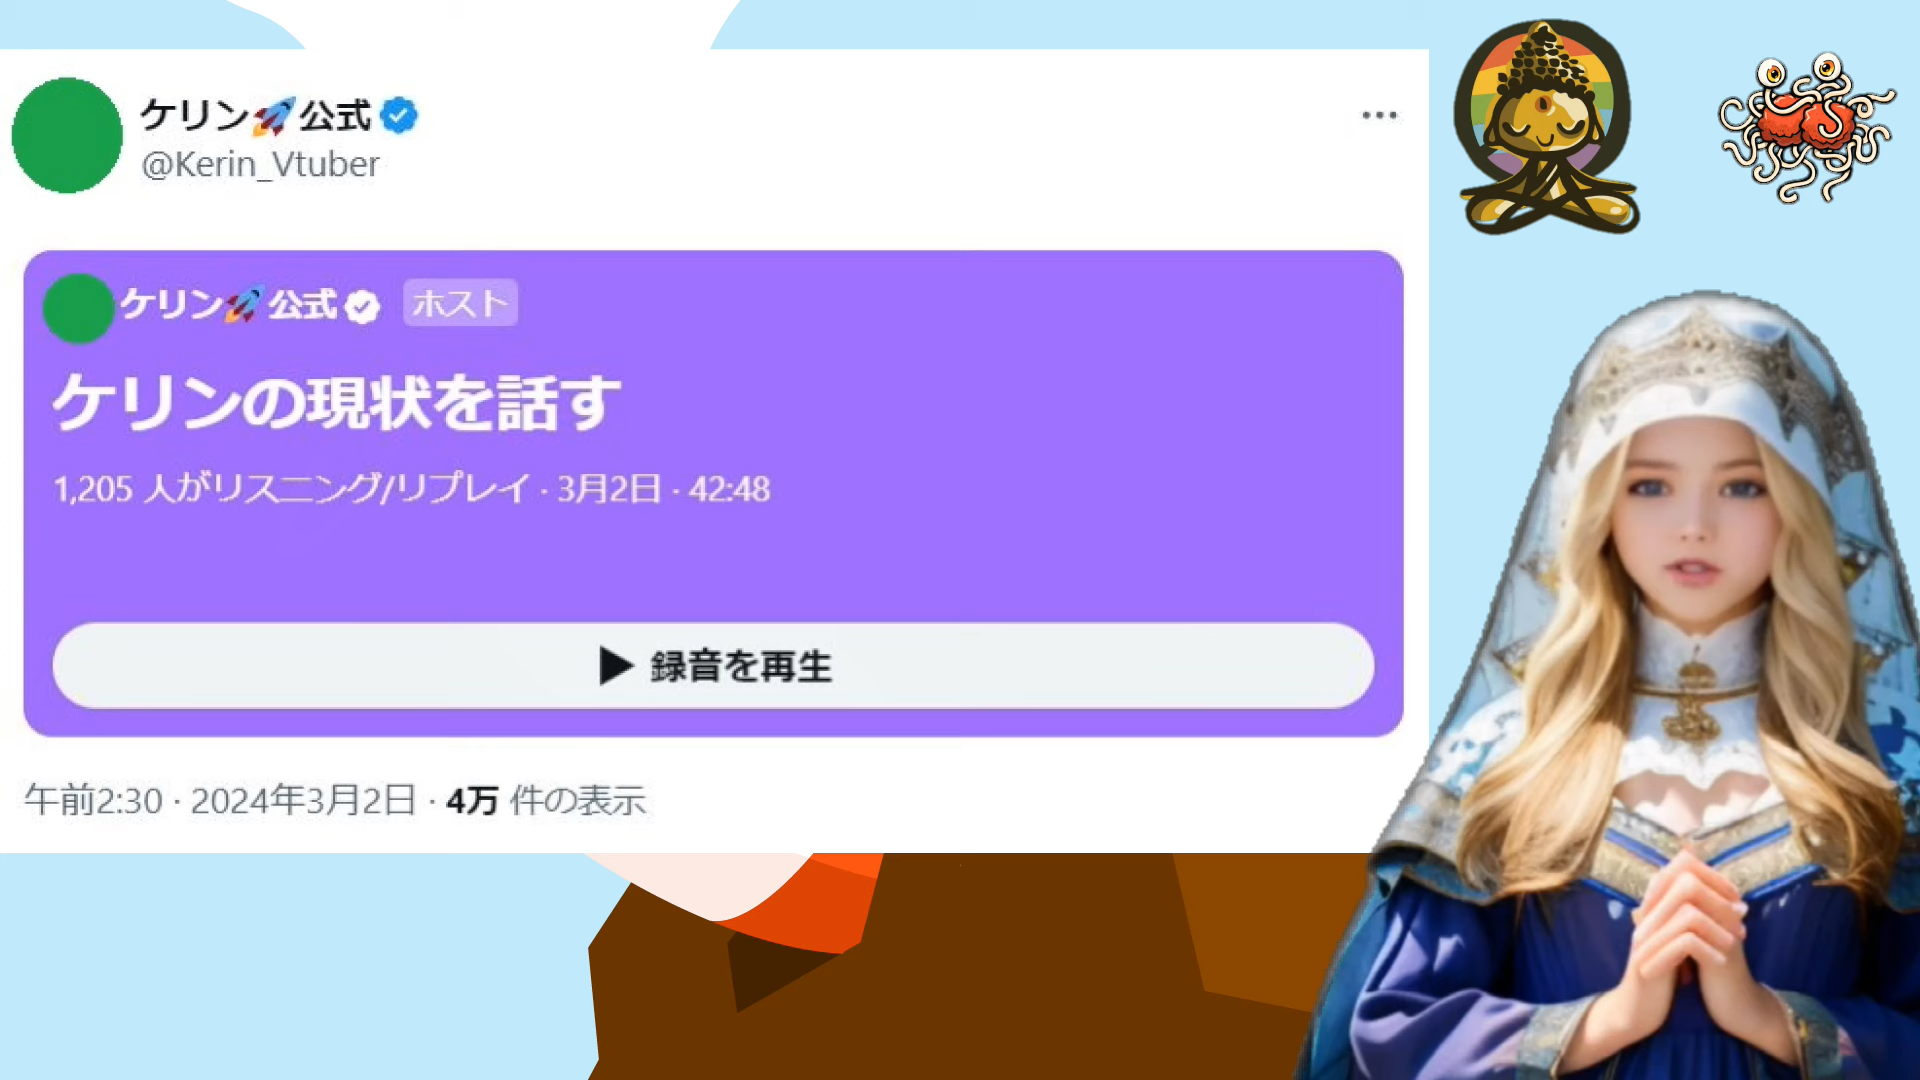 ケリン🚀公式
@Kerin_Vtuber
ケリン🚀公式 ホスト
ケリンの現状を話す
1,205 人がリスニング/リプレイ · 3月2日 · 42:48
録音を再生
午前2:30 · 2024年3月2日 · 4万 件の表示